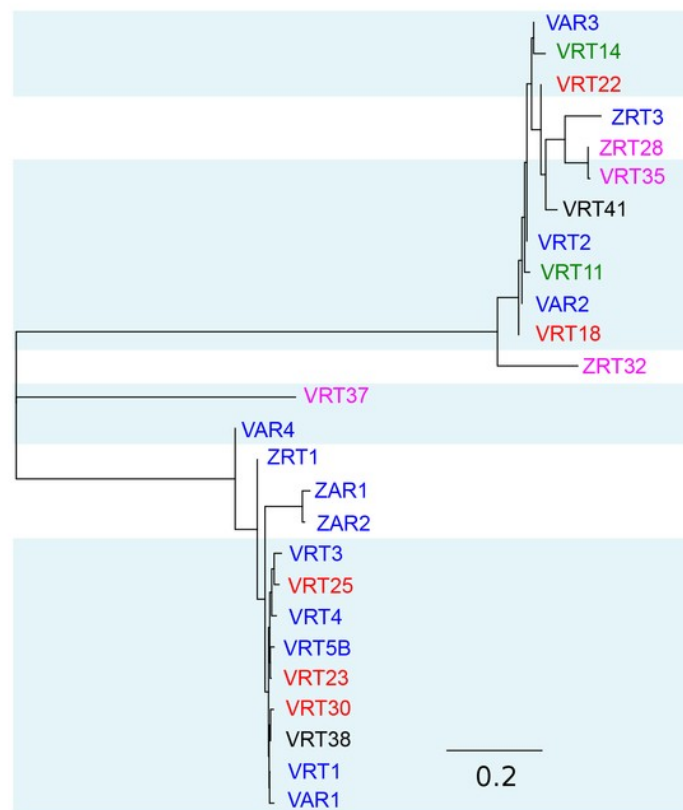 VAR3
VRT14
VRT22
ZRT3
ZRT28
VRT35
VRT41
VRT2
VRT11
VAR2
VRT18
ZRT32
VRT37
VAR4
ZRT1
ZAR1
ZAR2
VRT3
VRT25
VRT4
VRT5B
VRT23
VRT30
VRT38
VRT1
VAR1
0.2